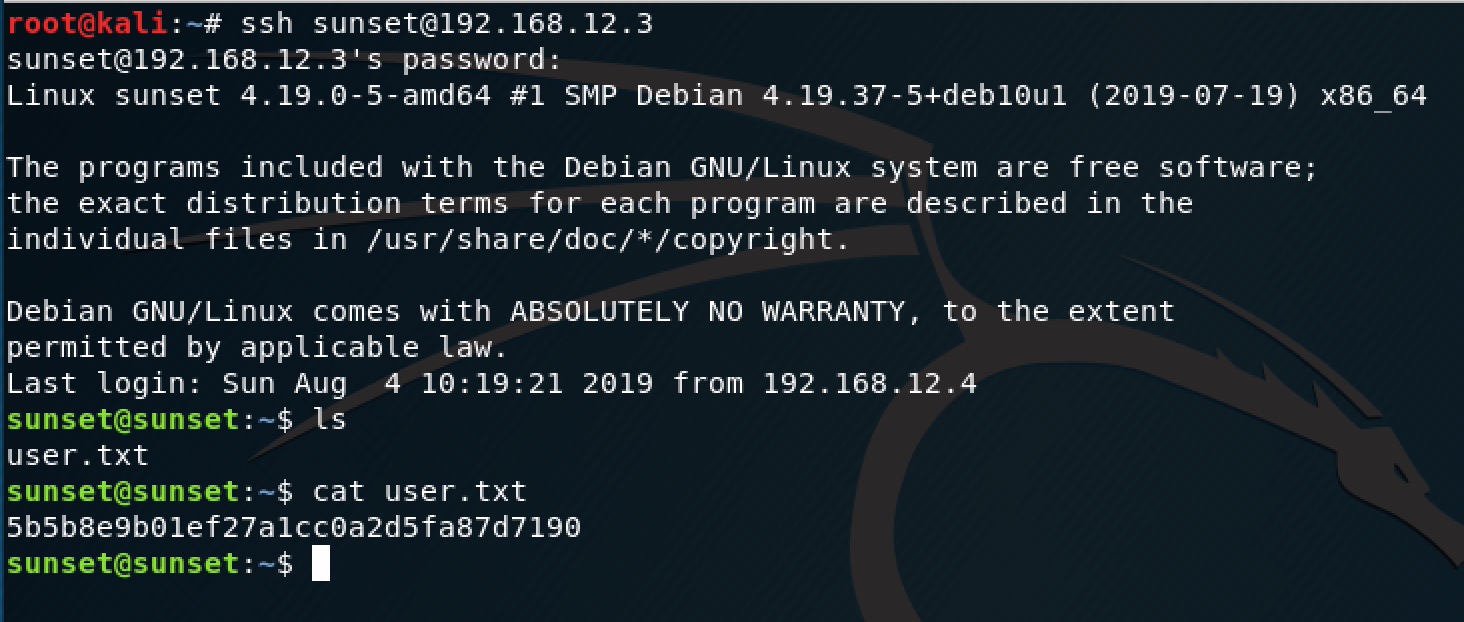 root@kali:~# ssh sunset@192.168.12.3
sunset@192.168.12.3's password:
Linux sunset 4.19.0-5-amd64 #1 SMP Debian 4.19.37-5+deb10u1 (2019-07-19) x86_64
The programs included with the Debian GNU/Linux system are free software;
the exact distribution terms for each program are described in the
individual files in /usr/share/doc/*/copyright.
Debian GNU/Linux comes with ABSOLUTELY NO WARRANTY, to the extent
permitted by applicable law.
Last login: Sun Aug  4 10:19:21 2019 from 192.168.12.4
sunset@sunset:~$ ls
user.txt
sunset@sunset:~$ cat user.txt
5b5b8e9b01ef27a1cc0a2d5fa87d7190
sunset@sunset:~$